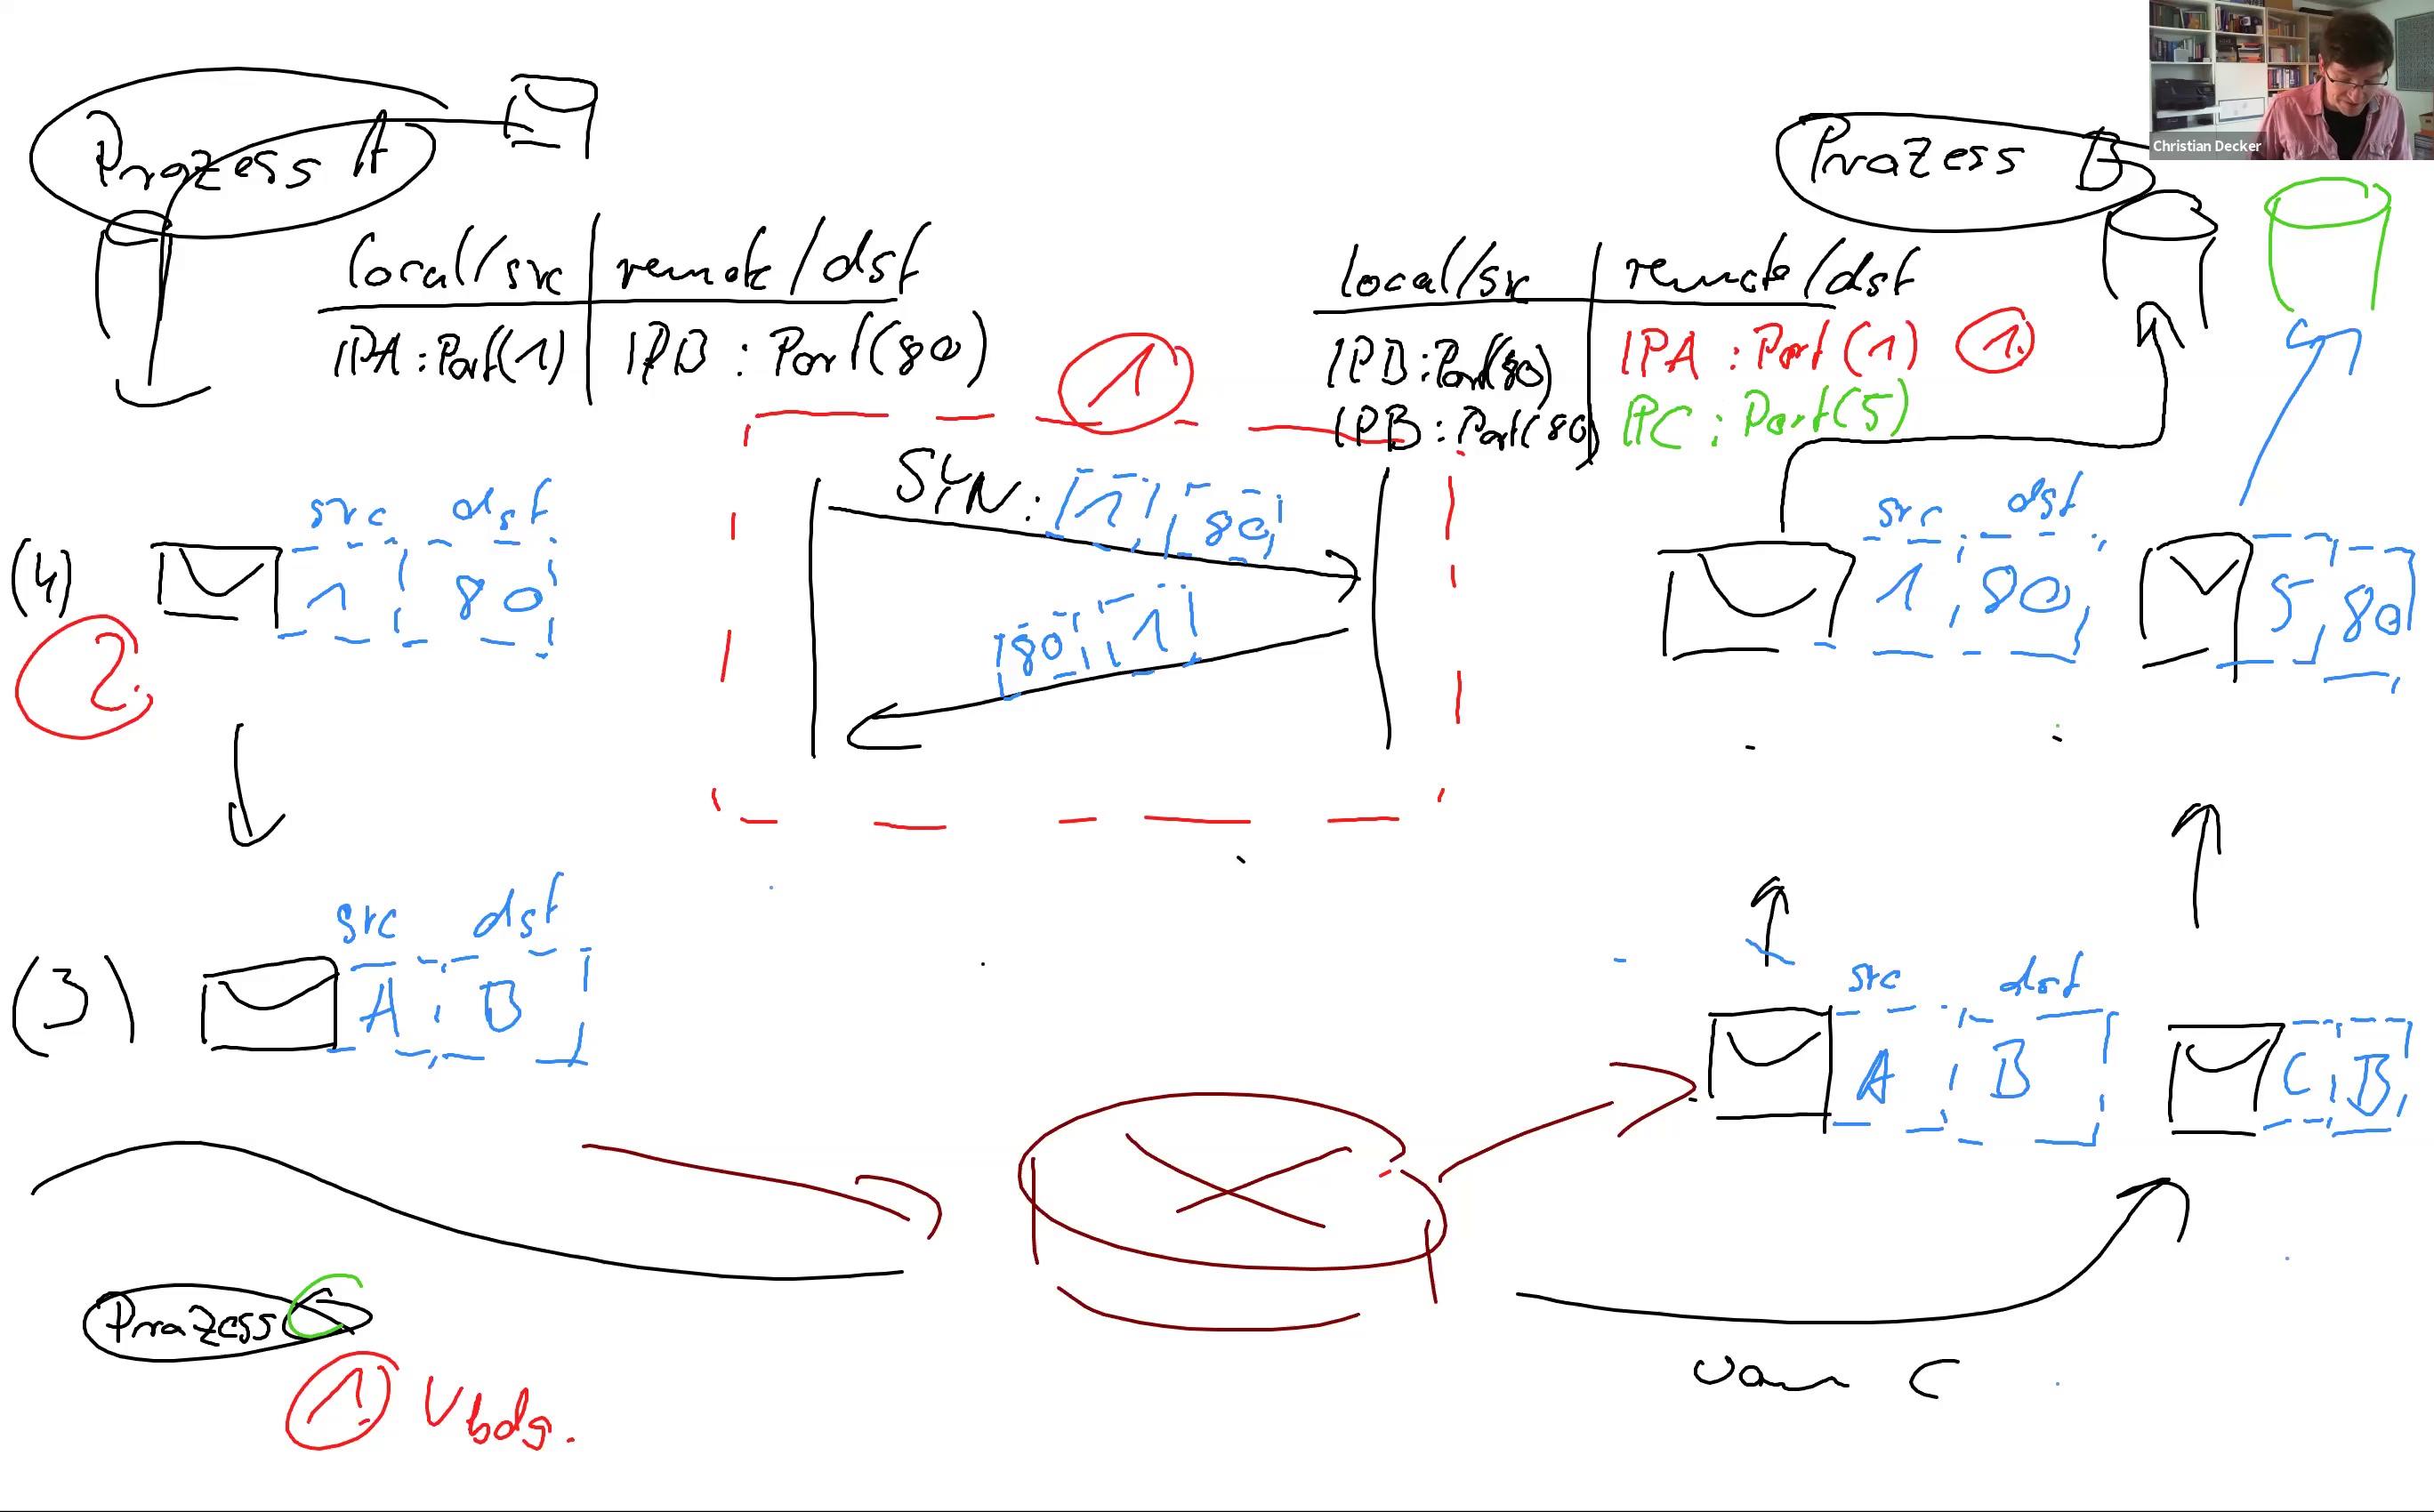 Christian Decker
Prozess A
Prozess B
local/src remote/dst
IPA:Port(1) IPB : Port(80)
local/src remote/dst
IPB:Port(80) IPA : Port(1) 1.
IPB : Port(80) IPC : Port(5)
1
SYN: 1 80
80 1
(4)
src dst
1 80
2.
src dst
1 80
5 80
(3)
src dst
A B
src dst
A B
C B
Prozess C
1. Vbdg.
von C